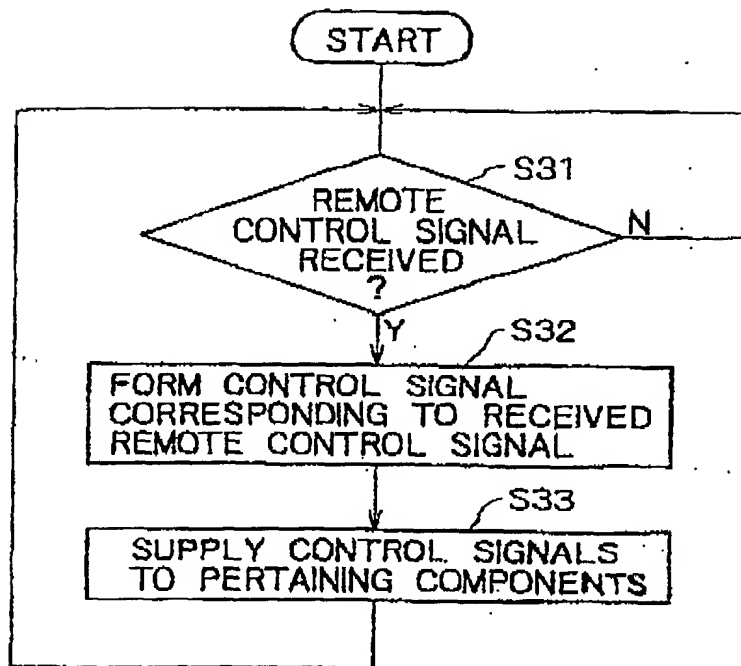 START
S31
REMOTE
CONTROL SIGNAL
RECEIVED
?
N
Y
S32
FORM CONTROL SIGNAL
CORRESPONDING TO RECEIVED
REMOTE CONTROL SIGNAL
S33
SUPPLY CONTROL SIGNALS
TO PERTAINING COMPONENTS